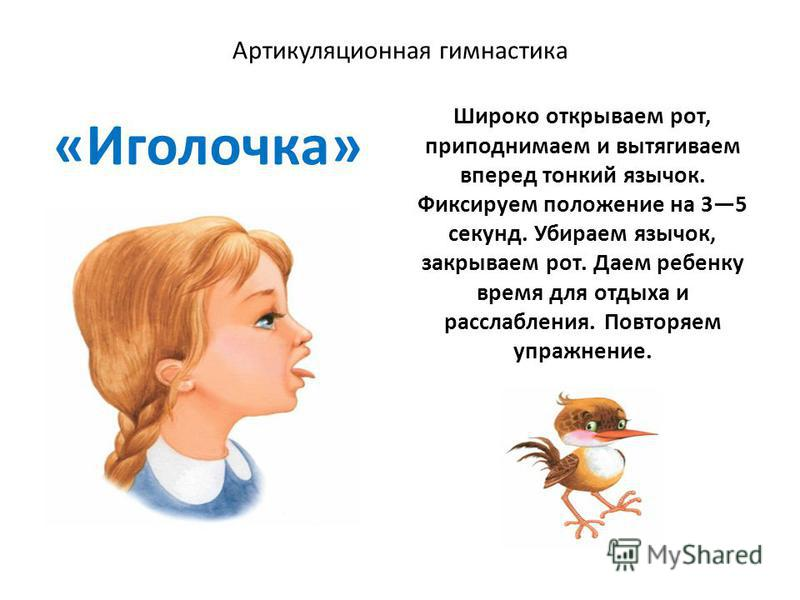 Артикуляционная гимнастика
«Иголочка»
Широко открываем рот,
приподнимаем и вытягиваем
вперед тонкий язычок.
Фиксируем положение на 3—5
секунд. Убираем язычок,
закрываем рот. Даем ребенку
время для отдыха и
расслабления. Повторяем
упражнение.
MyShared